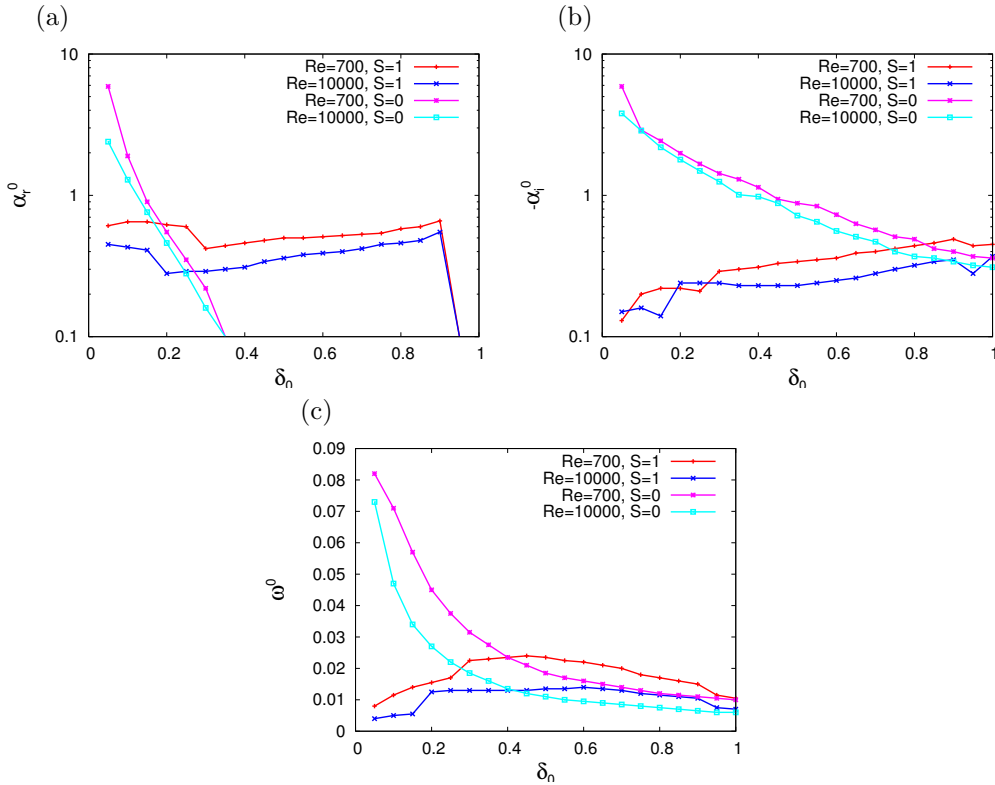 (a)
10
1
0.1
0
0.2
0.4
0.6
0.8
1
α_r^0
δ_0
Re=700, S=1
Re=10000, S=1
Re=700, S=0
Re=10000, S=0
(b)
10
1
0.1
0
0.2
0.4
0.6
0.8
1
-α_i^0
δ_0
Re=700, S=1
Re=10000, S=1
Re=700, S=0
Re=10000, S=0
(c)
0.09
0.08
0.07
0.06
0.05
0.04
0.03
0.02
0.01
0
0
0.2
0.4
0.6
0.8
1
ω^0
δ_0
Re=700, S=1
Re=10000, S=1
Re=700, S=0
Re=10000, S=0